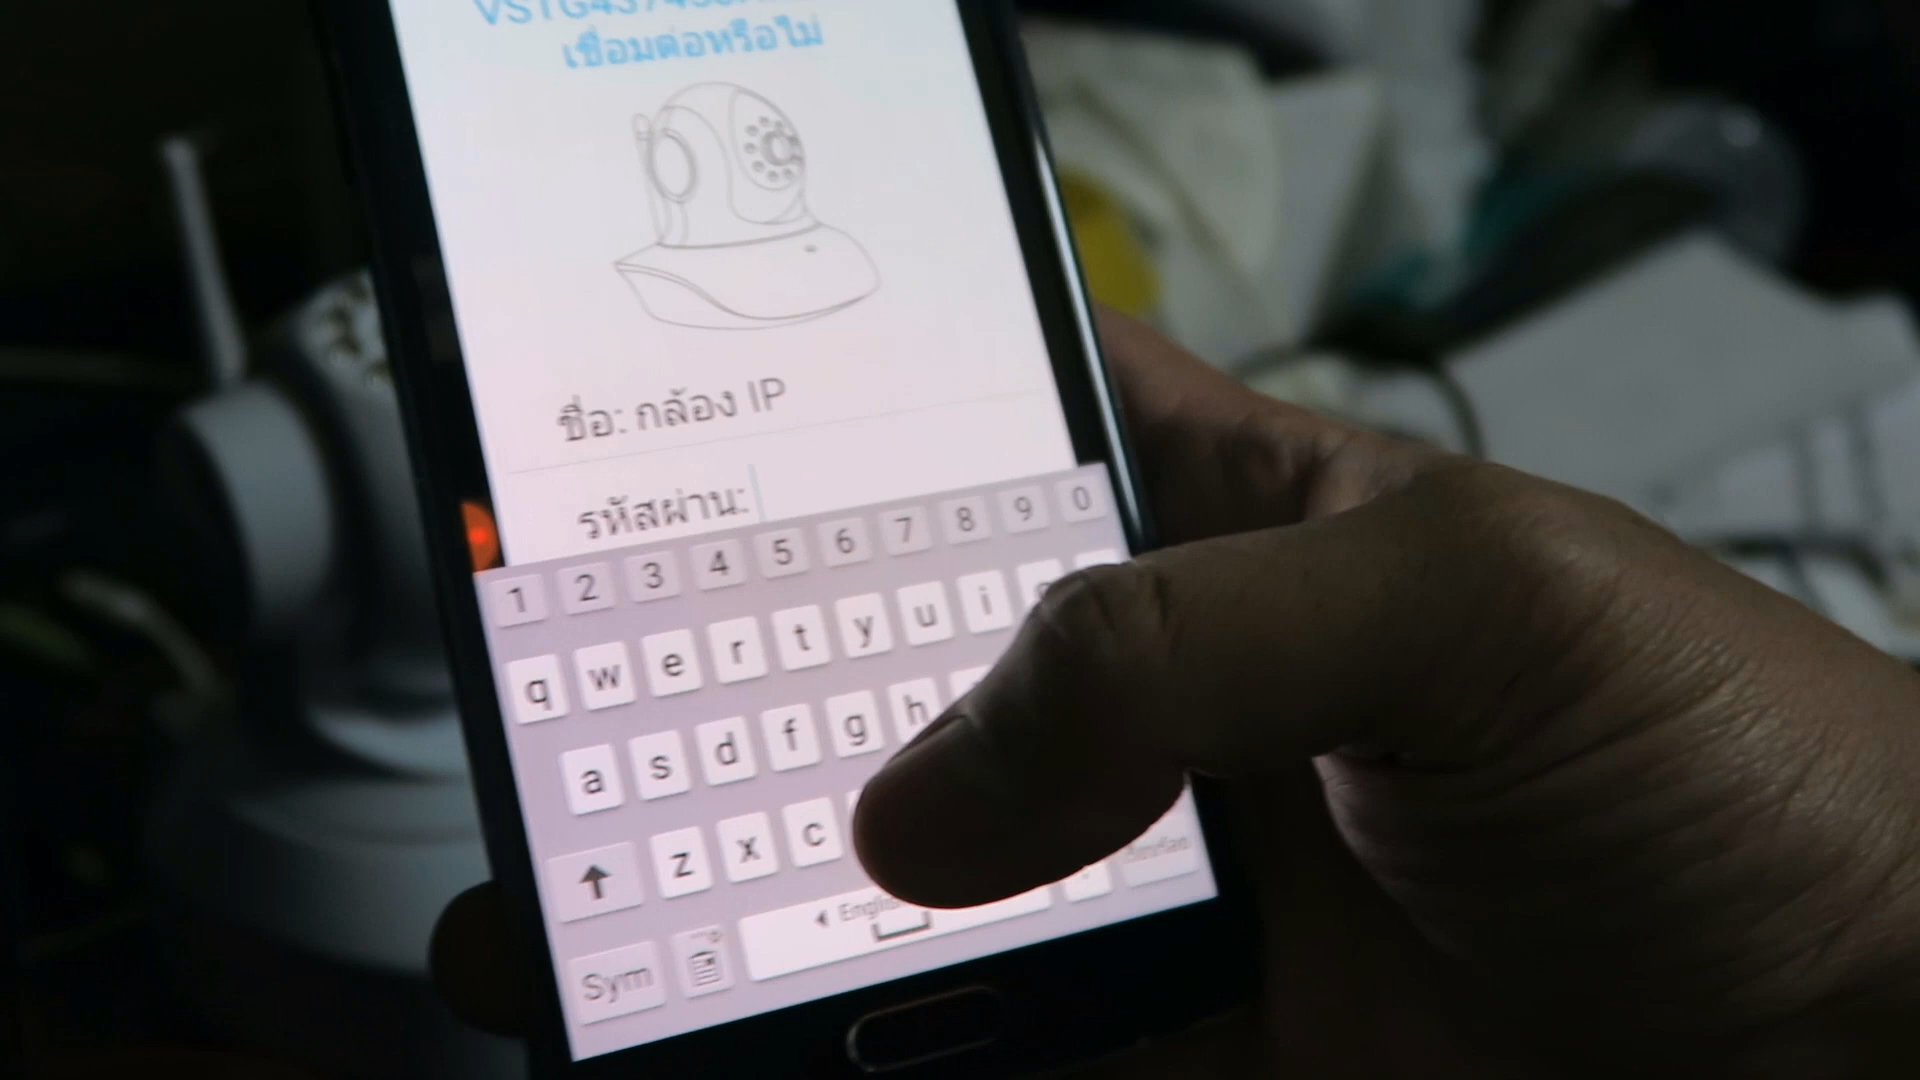 เชื่อมต่อหรือไม่
ชื่อ: กล้อง IP
รหัสผ่าน:
1 2 3 4 5 6 7 8 9 0
q w e r t y u i
a s d f g h
z x c
Sym